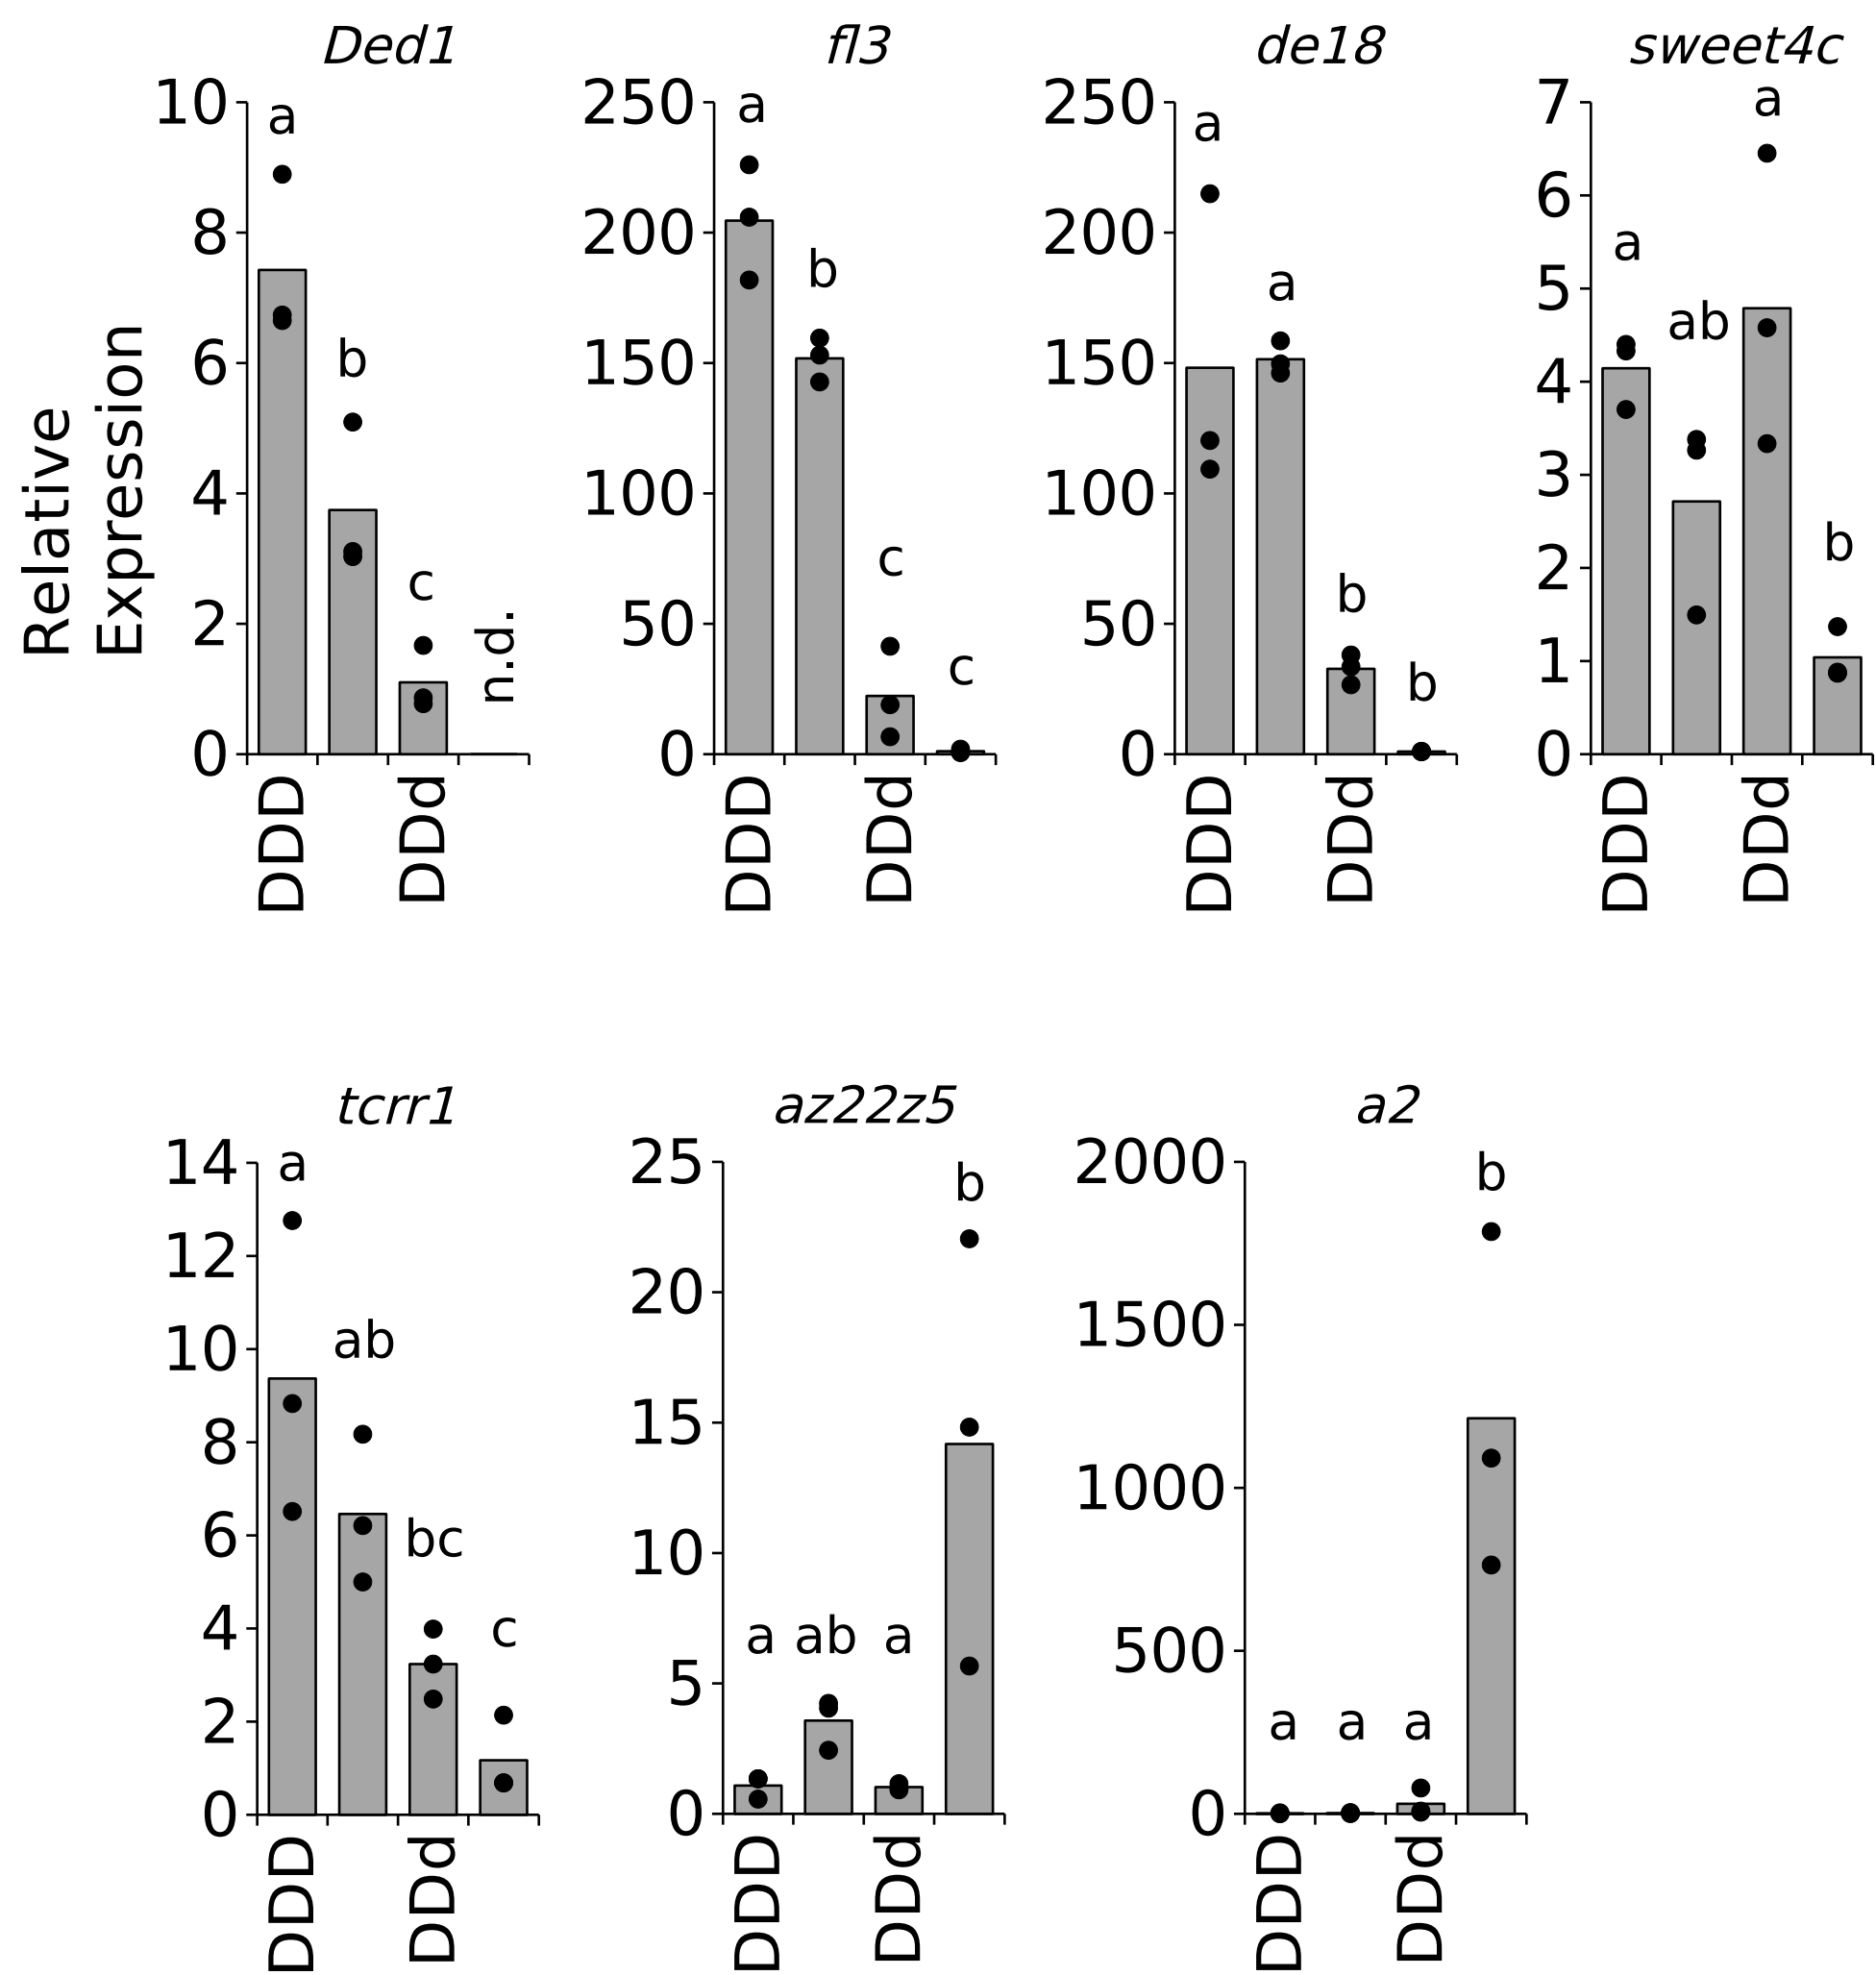 Ded1
fl3
de18
sweet4c
Relative
Expression
10
8
6
4
2
0
a
b
c
n.d.
DDD
DDd
250
200
150
100
50
0
a
b
c
c
DDD
DDd
250
200
150
100
50
0
a
a
b
b
DDD
DDd
7
6
5
4
3
2
1
0
a
ab
a
b
DDD
DDd
tcrr1
az22z5
a2
14
12
10
8
6
4
2
0
a
ab
bc
c
DDD
DDd
25
20
15
10
5
0
a
ab
a
b
DDD
DDd
2000
1500
1000
500
0
a
a
a
b
DDD
DDd